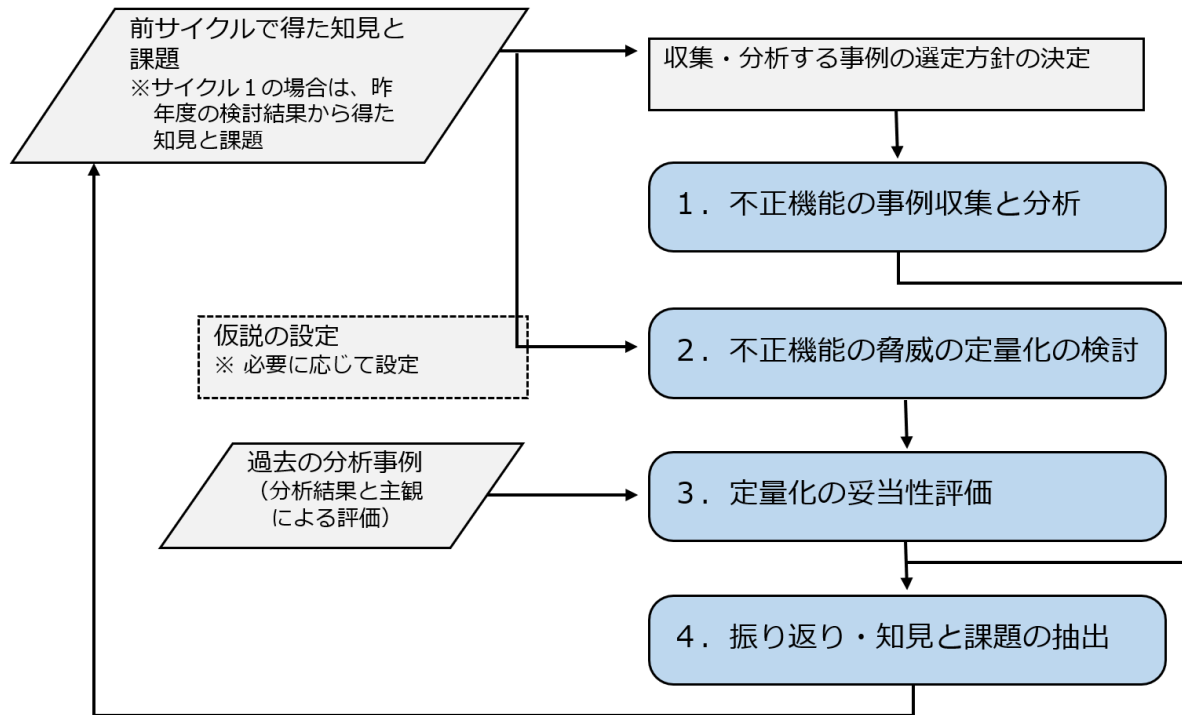 前サイクルで得た知見と
課題
※サイクル１の場合は、昨
年度の検討結果から得た
知見と課題
収集・分析する事例の選定方針の決定
１．不正機能の事例収集と分析
仮説の設定
※ 必要に応じて設定
２．不正機能の脅威の定量化の検討
過去の分析事例
（分析結果と主観
による評価）
３．定量化の妥当性評価
４．振り返り・知見と課題の抽出